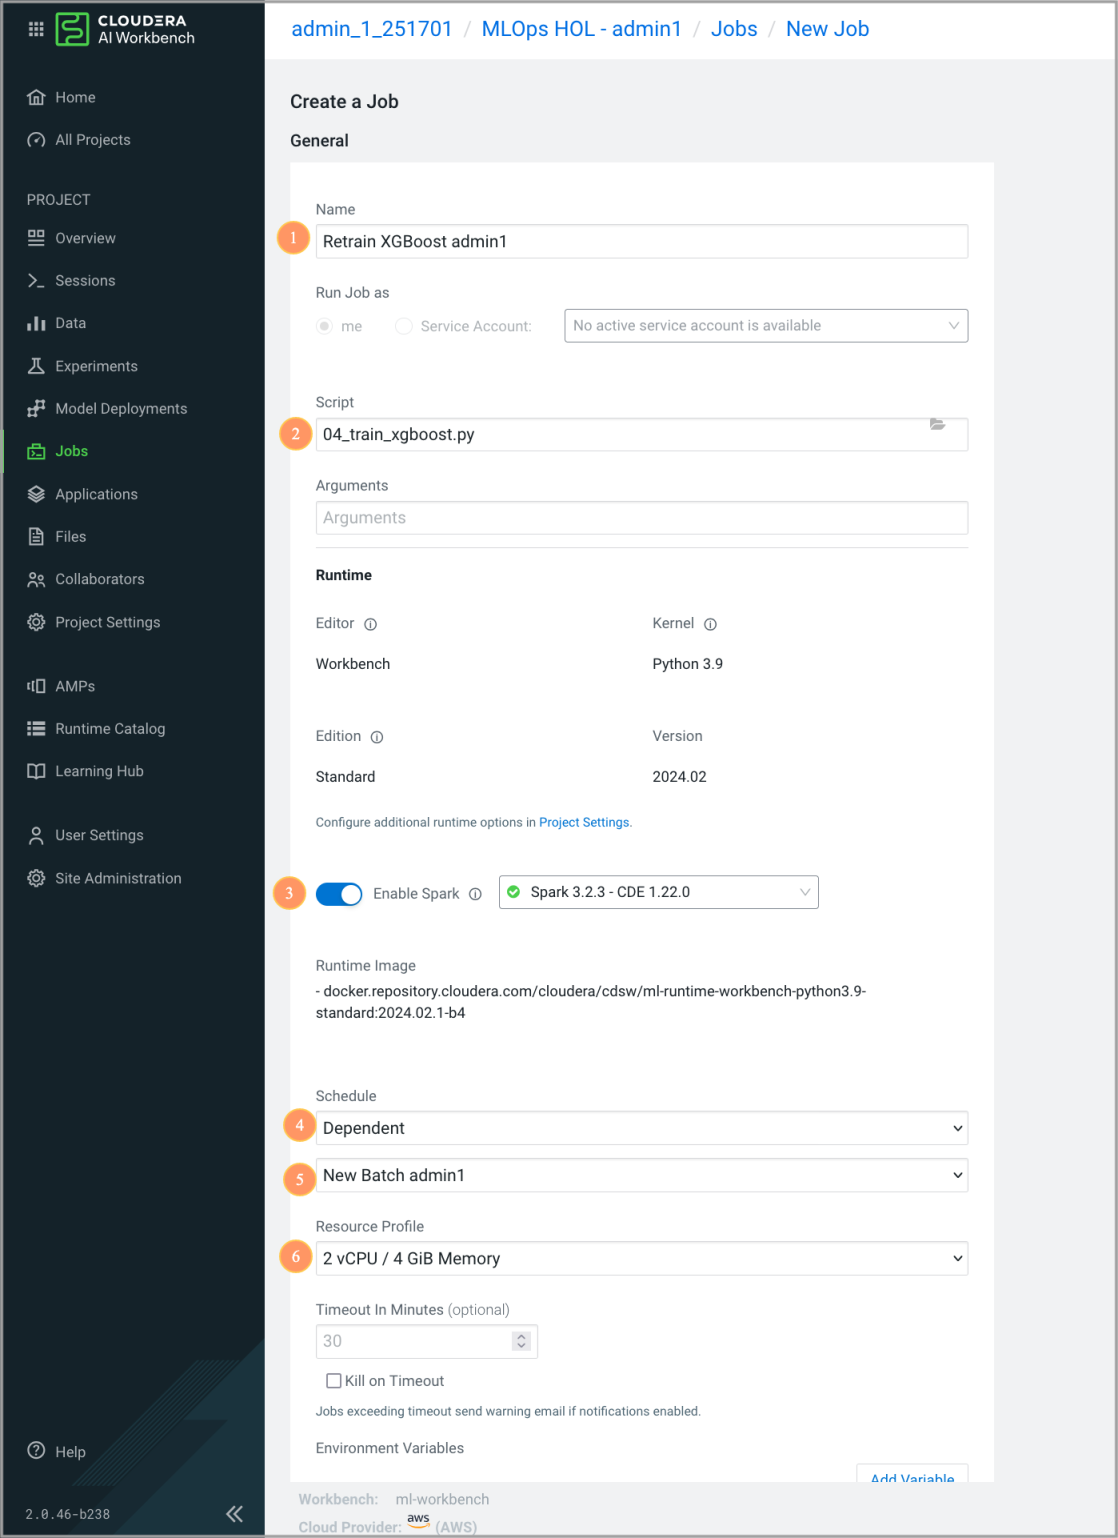 CLOUDERA
AI Workbench
admin_1_251701 / MLOps HOL - admin1 / Jobs / New Job
Home
All Projects
PROJECT
Overview
Sessions
Data
Experiments
Model Deployments
Jobs
Applications
Files
Collaborators
Project Settings
AMPs
Runtime Catalog
Learning Hub
User Settings
Site Administration
Help
2.0.46-b238
Create a Job
General
Name
1 Retrain XGBoost admin1
Run Job as
me Service Account: No active service account is available
Script
2 04_train_xgboost.py
Arguments
Arguments
Runtime
Editor Kernel
Workbench Python 3.9
Edition Version
Standard 2024.02
Configure additional runtime options in Project Settings.
3 Enable Spark Spark 3.2.3 - CDE 1.22.0
Runtime Image
- docker.repository.cloudera.com/cloudera/cdsw/ml-runtime-workbench-python3.9-
standard:2024.02.1-b4
Schedule
4 Dependent
5 New Batch admin1
Resource Profile
6 2 vCPU / 4 GiB Memory
Timeout In Minutes (optional)
30
Kill on Timeout
Jobs exceeding timeout send warning email if notifications enabled.
Environment Variables
Add Variable
Workbench: ml-workbench
Cloud Provider: aws (AWS)